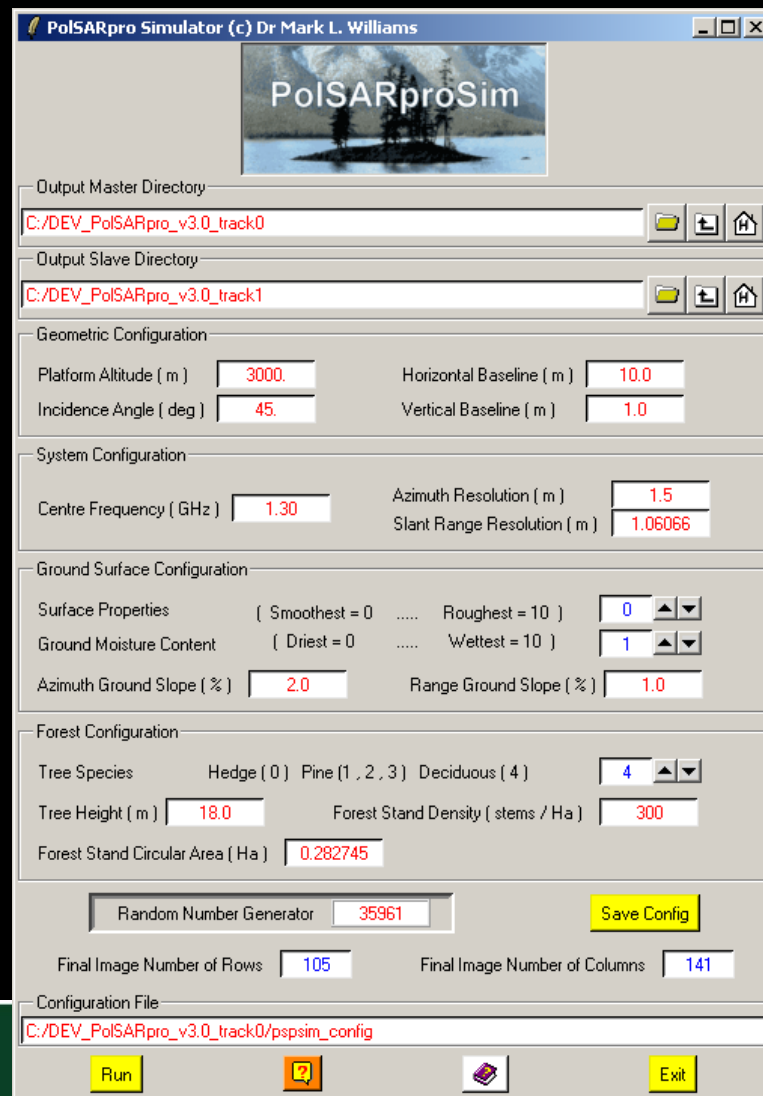 PolSARpro Simulator (c) Dr Mark L. Williams
PolSARproSim
Output Master Directory
C:/DEV_PolSARpro_v3.0_track0
H
Output Slave Directory
C:/DEV_PolSARpro_v3.0_track1
H
Geometric Configuration
Platform Altitude ( m ) 3000. Horizontal Baseline ( m ) 10.0
Incidence Angle ( deg ) 45. Vertical Baseline ( m ) 1.0
System Configuration
Centre Frequency ( GHz ) 1.30 Azimuth Resolution ( m ) 1.5
Slant Range Resolution ( m ) 1.06066
Ground Surface Configuration
Surface Properties ( Smoothest = 0 ..... Roughest = 10 ) 0
Ground Moisture Content ( Driest = 0 ..... Wettest = 10 ) 1
Azimuth Ground Slope ( % ) 2.0 Range Ground Slope ( % ) 1.0
Forest Configuration
Tree Species Hedge ( 0 ) Pine (1 , 2 , 3 ) Deciduous ( 4 ) 4
Tree Height ( m ) 18.0 Forest Stand Density ( stems / Ha ) 300
Forest Stand Circular Area ( Ha ) 0.282745
Random Number Generator 35961 Save Config
Final Image Number of Rows 105 Final Image Number of Columns 141
Configuration File
C:/DEV_PolSARpro_v3.0_track0/pspsim_config
Run ? ? Exit